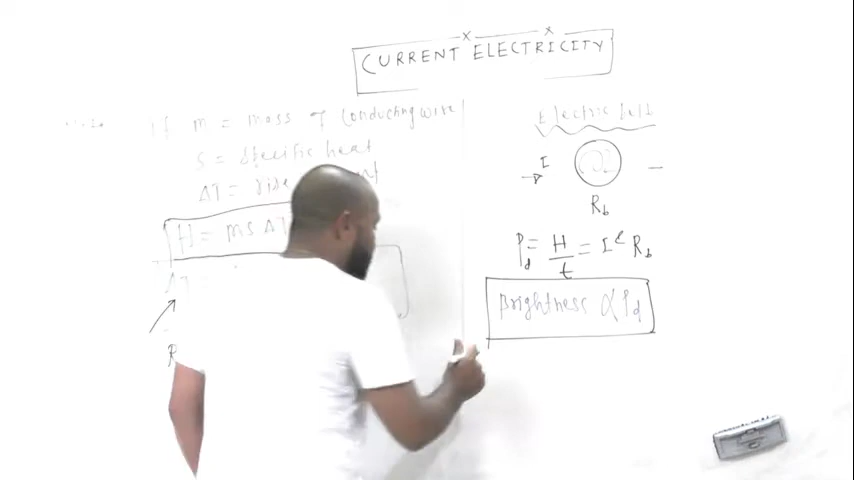 CURRENT ELECTRICITY
If m = mass of conducting wire
S = specific heat
ΔT = rise
H = ms ΔT
ΔT =
R
Electric
I
R_b
P_d = H/t = I² R_b
Brightness ∝ P_d